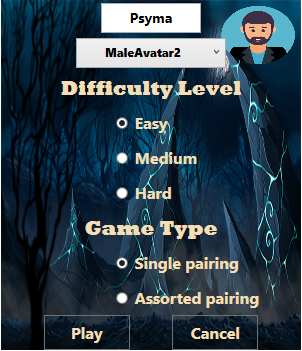 Psyma
MaleAvatar2
Difficulty Level
Easy
Medium
Hard
Game Type
Single pairing
Assorted pairing
Play Cancel